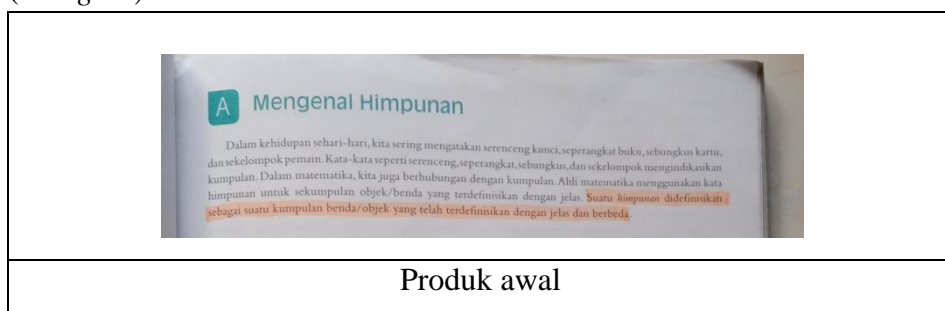 A Mengenal Himpunan
Dalam kehidupan sehari-hari, kita sering mengatakan serenceng kunci, seperangkat buku, sebungkus kartu,
dan sekelompok pemain. Kata-kata seperti serenceng, seperangkat, sebungkus, dan sekelompok mengindikasikan
kumpulan. Dalam matematika, kita juga berhubungan dengan kumpulan. Ahli matematika menggunakan kata
himpunan untuk sekumpulan objek/benda yang terdefinisikan dengan jelas. Suatu himpunan didefinisikan
sebagai suatu kumpulan benda/objek yang telah terdefinisikan dengan jelas dan berbeda.
Produk awal